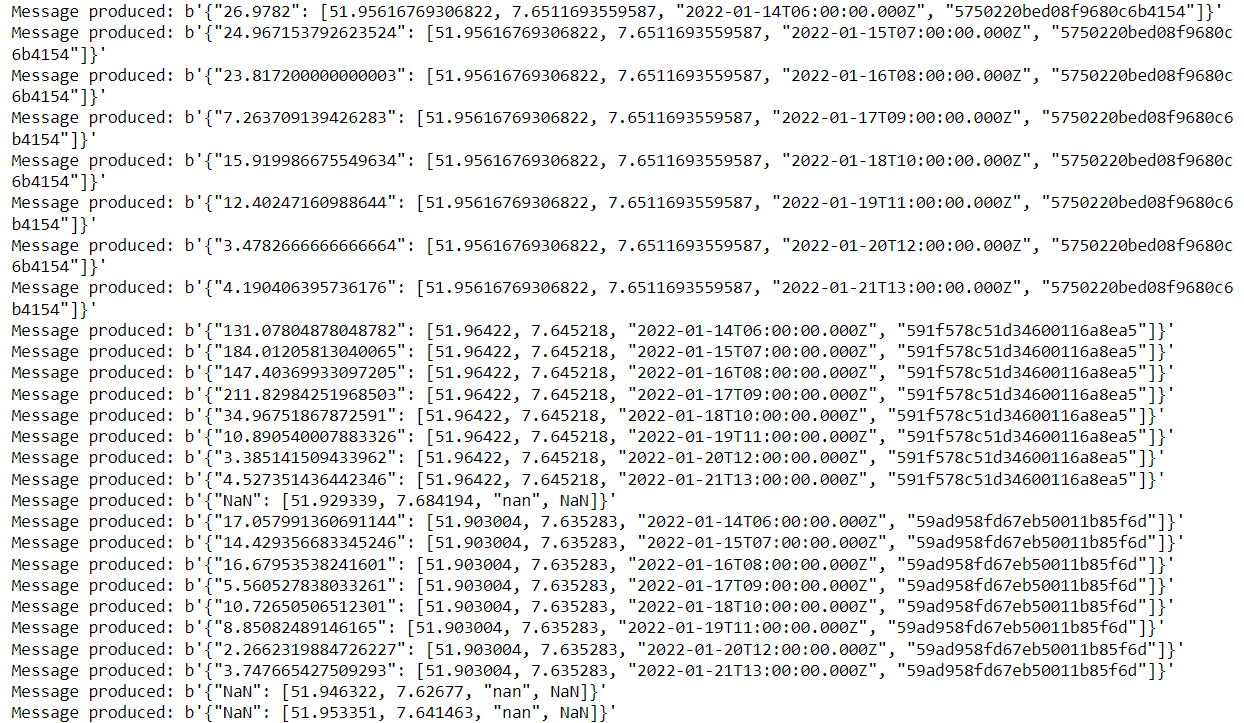 Message produced: b'{"26.9782": [51.95616769306822, 7.6511693559587, "2022-01-14T06:00:00.000Z", "5750220bed08f9680c6b4154"]}'
Message produced: b'{"24.967153792623524": [51.95616769306822, 7.6511693559587, "2022-01-15T07:00:00.000Z", "5750220bed08f9680c
6b4154"]}'
Message produced: b'{"23.817200000000003": [51.95616769306822, 7.6511693559587, "2022-01-16T08:00:00.000Z", "5750220bed08f9680c
6b4154"]}'
Message produced: b'{"7.263709139426283": [51.95616769306822, 7.6511693559587, "2022-01-17T09:00:00.000Z", "5750220bed08f9680c6
b4154"]}'
Message produced: b'{"15.919986675549634": [51.95616769306822, 7.6511693559587, "2022-01-18T10:00:00.000Z", "5750220bed08f9680c
6b4154"]}'
Message produced: b'{"12.40247160988644": [51.95616769306822, 7.6511693559587, "2022-01-19T11:00:00.000Z", "5750220bed08f9680c6
b4154"]}'
Message produced: b'{"3.4782666666666664": [51.95616769306822, 7.6511693559587, "2022-01-20T12:00:00.000Z", "5750220bed08f9680c
6b4154"]}'
Message produced: b'{"4.190406395736176": [51.95616769306822, 7.6511693559587, "2022-01-21T13:00:00.000Z", "5750220bed08f9680c6
b4154"]}'
Message produced: b'{"131.07804878048782": [51.96422, 7.645218, "2022-01-14T06:00:00.000Z", "591f578c51d34600116a8ea5"]}'
Message produced: b'{"184.01205813040065": [51.96422, 7.645218, "2022-01-15T07:00:00.000Z", "591f578c51d34600116a8ea5"]}'
Message produced: b'{"147.40369933097205": [51.96422, 7.645218, "2022-01-16T08:00:00.000Z", "591f578c51d34600116a8ea5"]}'
Message produced: b'{"211.82984251968503": [51.96422, 7.645218, "2022-01-17T09:00:00.000Z", "591f578c51d34600116a8ea5"]}'
Message produced: b'{"34.96751867872591": [51.96422, 7.645218, "2022-01-18T10:00:00.000Z", "591f578c51d34600116a8ea5"]}'
Message produced: b'{"10.890540007883326": [51.96422, 7.645218, "2022-01-19T11:00:00.000Z", "591f578c51d34600116a8ea5"]}'
Message produced: b'{"3.385141509433962": [51.96422, 7.645218, "2022-01-20T12:00:00.000Z", "591f578c51d34600116a8ea5"]}'
Message produced: b'{"4.527351436442346": [51.96422, 7.645218, "2022-01-21T13:00:00.000Z", "591f578c51d34600116a8ea5"]}'
Message produced: b'{"NaN": [51.929339, 7.684194, "nan", NaN]}'
Message produced: b'{"17.057991360691144": [51.903004, 7.635283, "2022-01-14T06:00:00.000Z", "59ad958fd67eb50011b85f6d"]}'
Message produced: b'{"14.429356683345246": [51.903004, 7.635283, "2022-01-15T07:00:00.000Z", "59ad958fd67eb50011b85f6d"]}'
Message produced: b'{"16.67953538241601": [51.903004, 7.635283, "2022-01-16T08:00:00.000Z", "59ad958fd67eb50011b85f6d"]}'
Message produced: b'{"5.560527838033261": [51.903004, 7.635283, "2022-01-17T09:00:00.000Z", "59ad958fd67eb50011b85f6d"]}'
Message produced: b'{"10.72650506512301": [51.903004, 7.635283, "2022-01-18T10:00:00.000Z", "59ad958fd67eb50011b85f6d"]}'
Message produced: b'{"8.85082489146165": [51.903004, 7.635283, "2022-01-19T11:00:00.000Z", "59ad958fd67eb50011b85f6d"]}'
Message produced: b'{"2.2662319884726227": [51.903004, 7.635283, "2022-01-20T12:00:00.000Z", "59ad958fd67eb50011b85f6d"]}'
Message produced: b'{"3.747665427509293": [51.903004, 7.635283, "2022-01-21T13:00:00.000Z", "59ad958fd67eb50011b85f6d"]}'
Message produced: b'{"NaN": [51.946322, 7.62677, "nan", NaN]}'
Message produced: b'{"NaN": [51.953351, 7.641463, "nan", NaN]}'